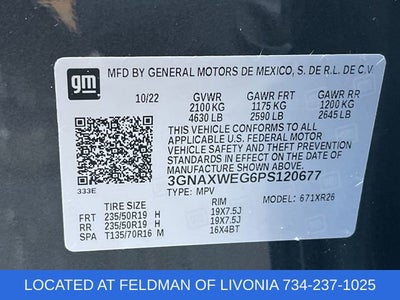 gm
MFD BY GENERAL MOTORS DE MEXICO, S. DE R.L. DE C.V
10/22 GVWR GAWR FRT GAWR RR
2100 KG 1175 KG 1200 KG
4630 LB 2590 LB 2645 LB
THIS VEHICLE CONFORMS TO ALL APPLICABLE U.S. FEDERAL MOTOR VEHICLE SAFETY STANDARDS IN EFFECT ON THE DATE OF MANUFACTURE SHOWN ABOVE.
333E
3GNAXWEG6PS120677
TYPE: MPV MODEL: 671XR26
TIRE SIZE RIM
FRT 235/50R19 H 19X7.5J
RR 235/50R19 H 19X7.5J
SPA T135/70R16 M 16X4BT
LOCATED AT FELDMAN OF LIVONIA 734-237-1025